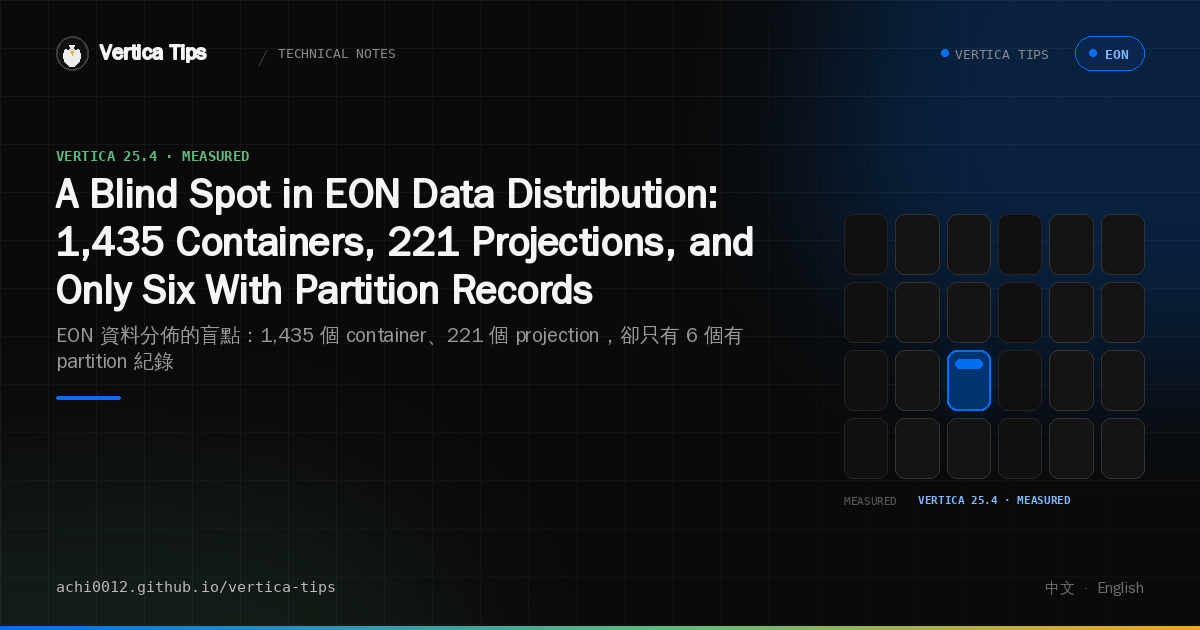 Vertica Tips / TECHNICAL NOTES
VERTICA TIPS
EON
VERTICA 25.4 · MEASURED
A Blind Spot in EON Data Distribution:
1,435 Containers, 221 Projections, and
Only Six With Partition Records
EON 資料分佈的盲點：1,435 個 container、221 個 projection，卻只有 6 個有
partition 紀錄
MEASURED VERTICA 25.4 · MEASURED
achi0012.github.io/vertica-tips
中文 · English